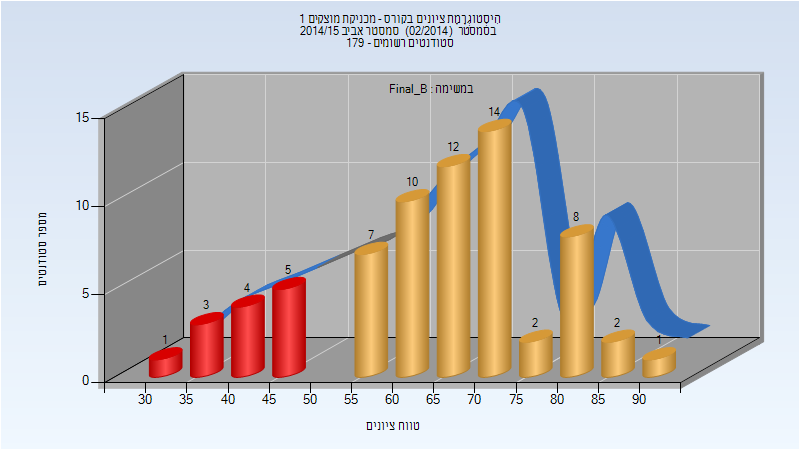 היסטוגרמת ציונים בקורס - מכניקת מוצקים 1
בסמסטר (02/2014) סמסטר אביב 2014/15
סטודנטים רשומים - 179
במשימה : Final_B
מספר סטודנטים
15
10
5
0
1
3
4
5
7
10
12
14
2
8
2
1
30 35 40 45 50 55 60 65 70 75 80 85 90
טווח ציונים